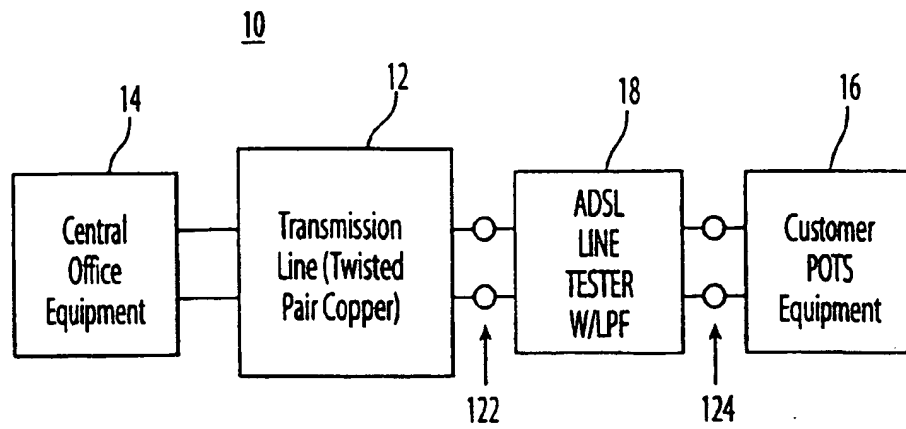 10
14
12
18
16
Central
Office
Equipment
Transmission
Line (Twisted
Pair Copper)
ADSL
LINE
TESTER
W/LPF
Customer
POTS
Equipment
122
124